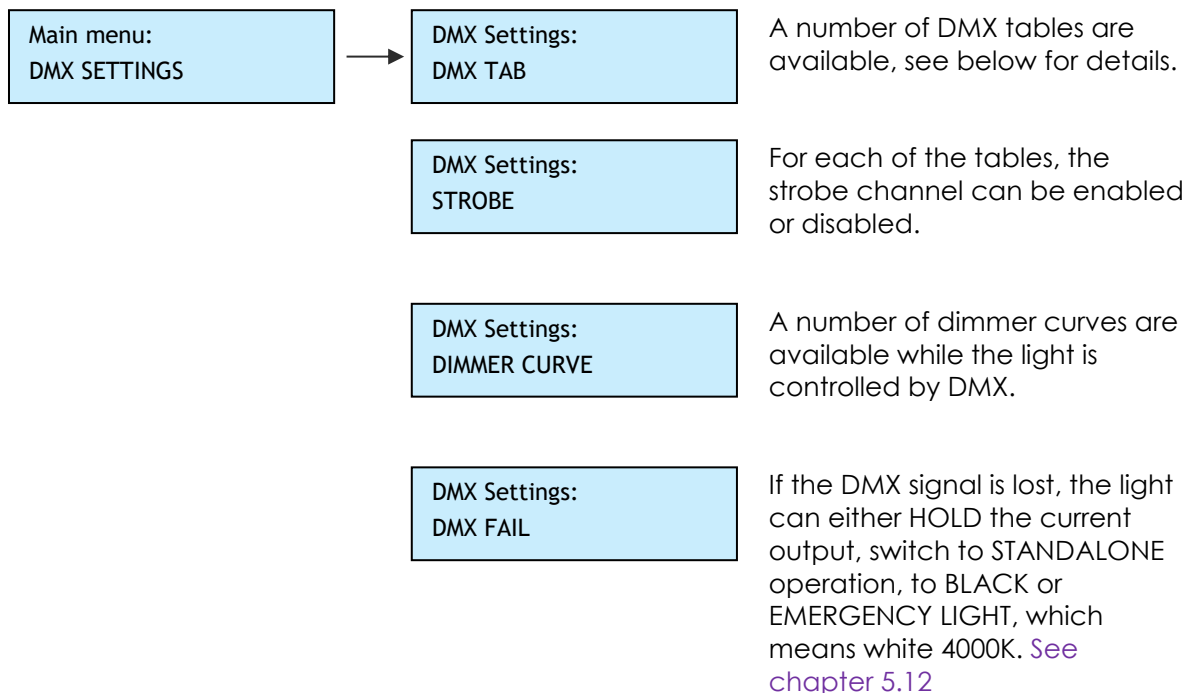 Main menu:
DMX SETTINGS
DMX Settings:
DMX TAB
A number of DMX tables are
available, see below for details.
DMX Settings:
STROBE
For each of the tables, the
strobe channel can be enabled
or disabled.
DMX Settings:
DIMMER CURVE
A number of dimmer curves are
available while the light is
controlled by DMX.
DMX Settings:
DMX FAIL
If the DMX signal is lost, the light
can either HOLD the current
output, switch to STANDALONE
operation, to BLACK or
EMERGENCY LIGHT, which
means white 4000K. See
chapter 5.12